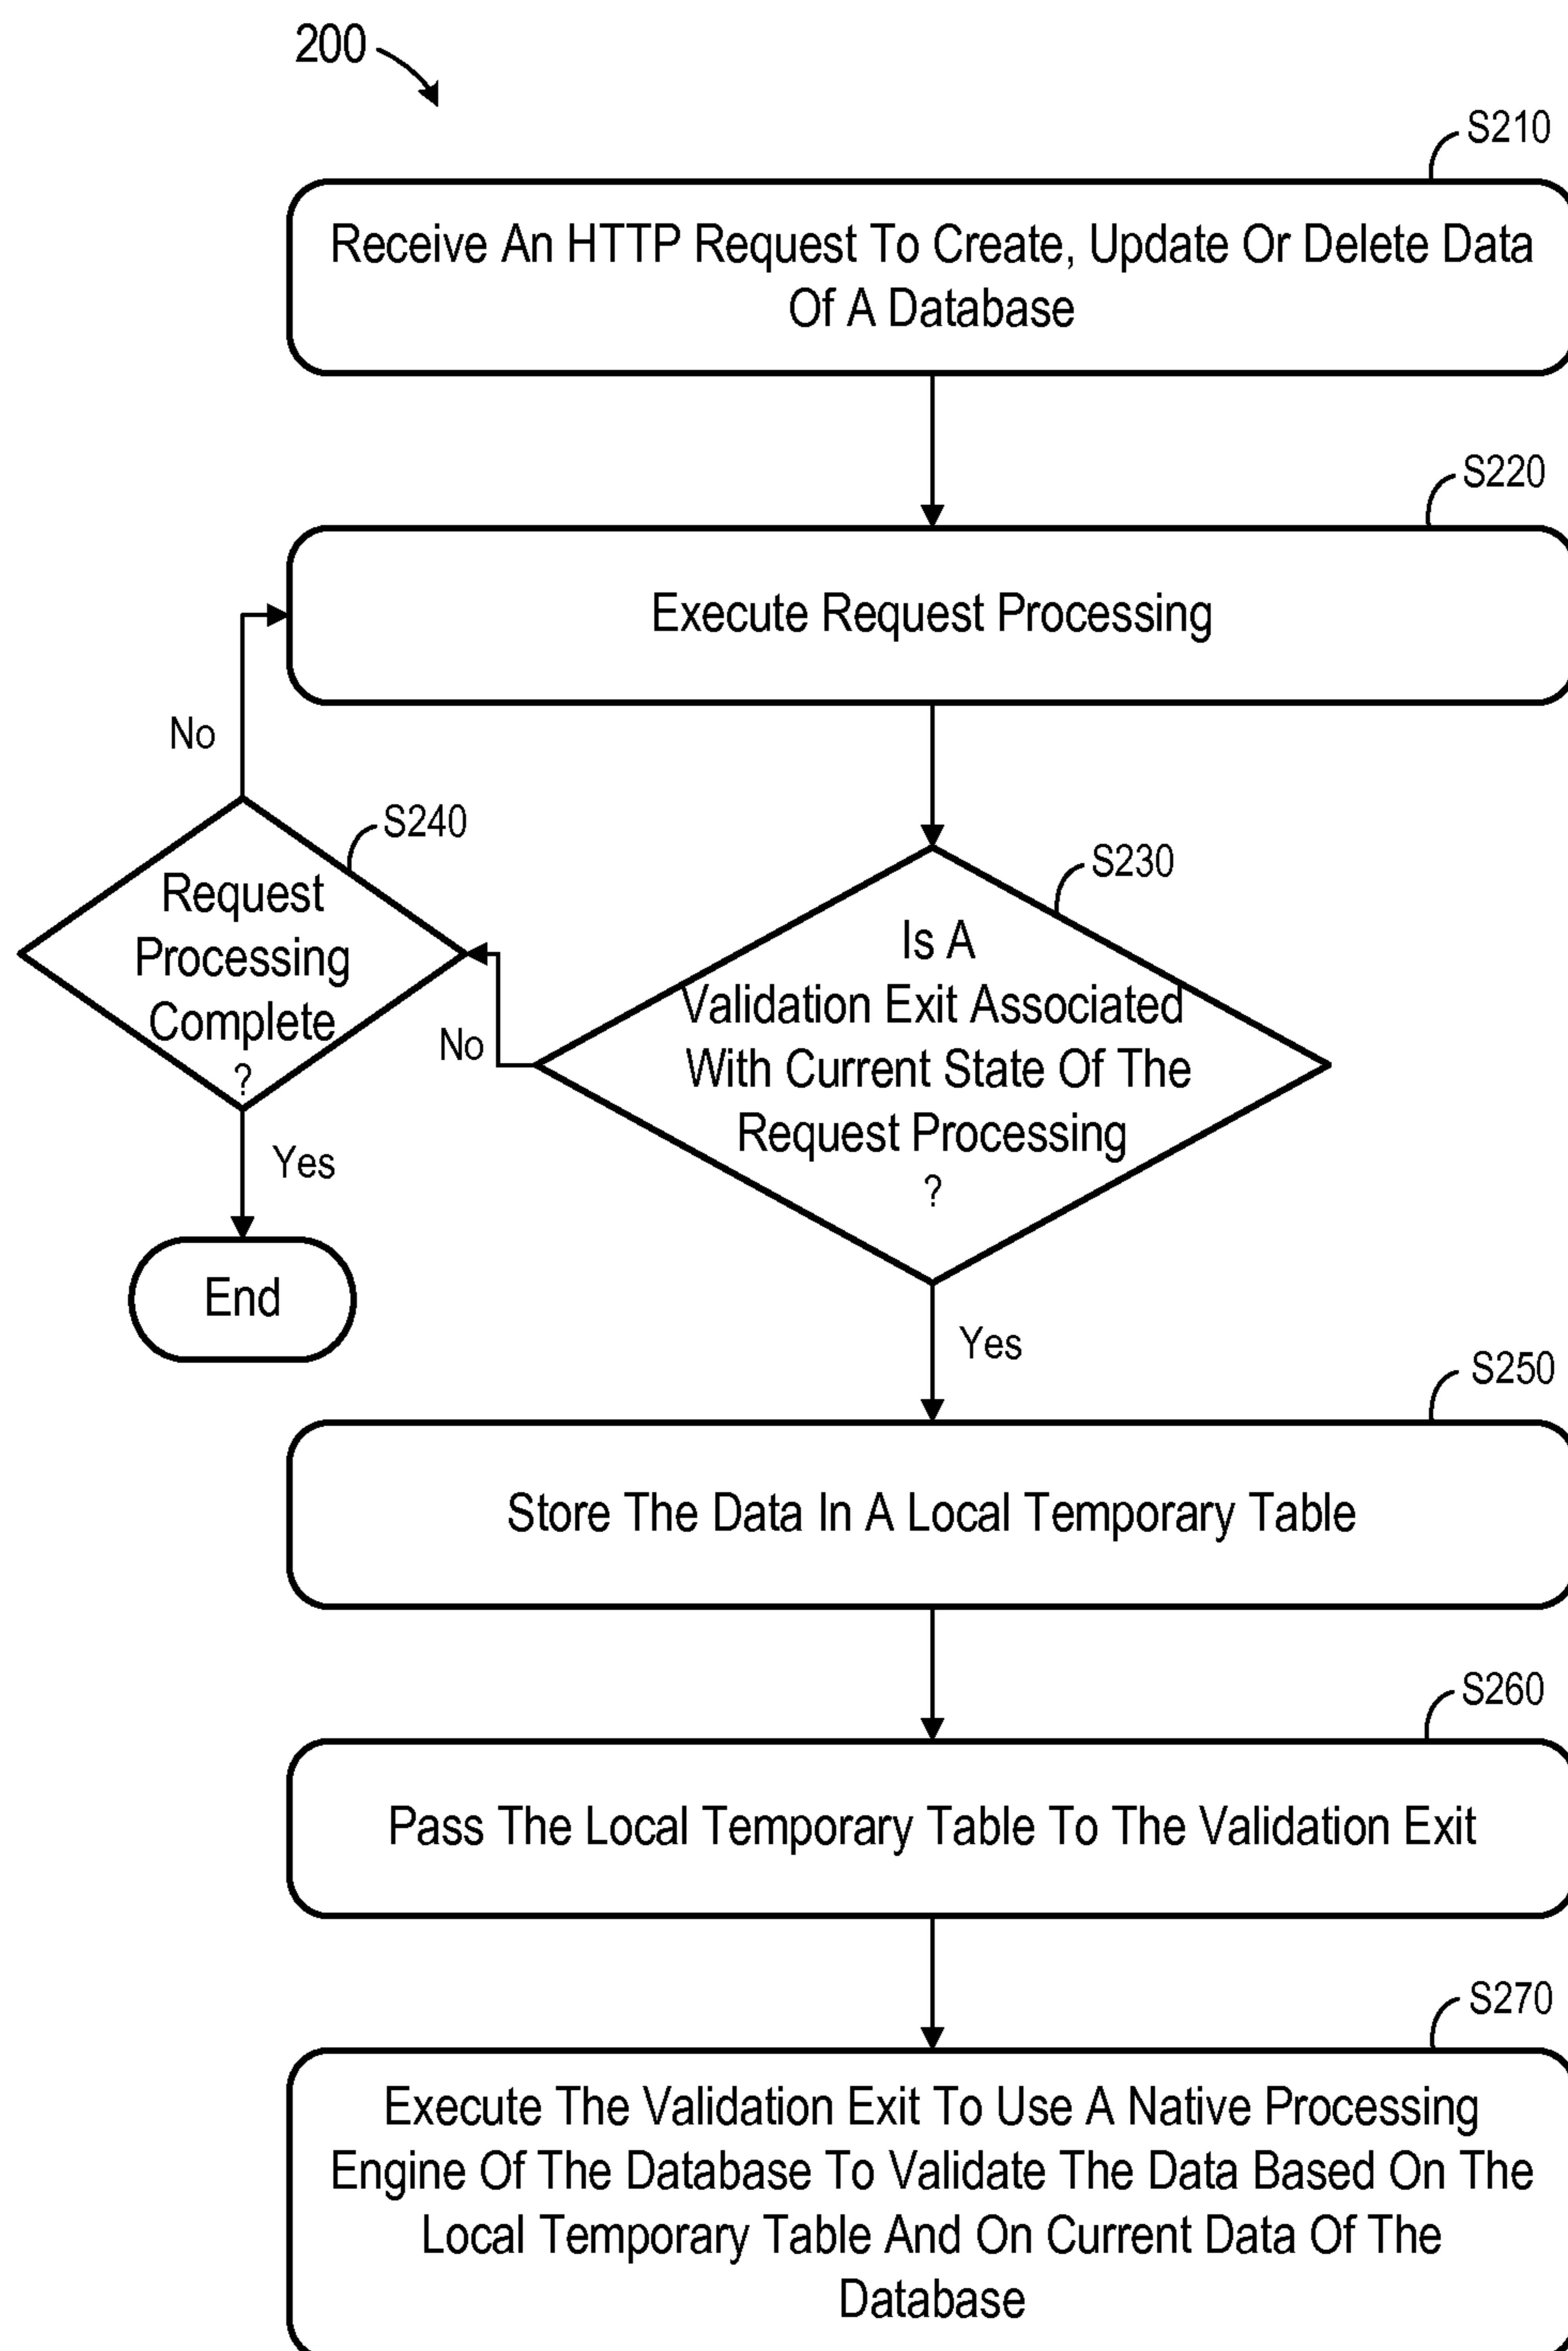 200
S210
Receive An HTTP Request To Create, Update Or Delete Data
Of A Database
S220
Execute Request Processing
No
S240
Request
Processing
Complete
?
S230
Is A
Validation Exit Associated
With Current State Of The
Request Processing
?
No
Yes
End
Yes
S250
Store The Data In A Local Temporary Table
S260
Pass The Local Temporary Table To The Validation Exit
S270
Execute The Validation Exit To Use A Native Processing
Engine Of The Database To Validate The Data Based On The
Local Temporary Table And On Current Data Of The
Database